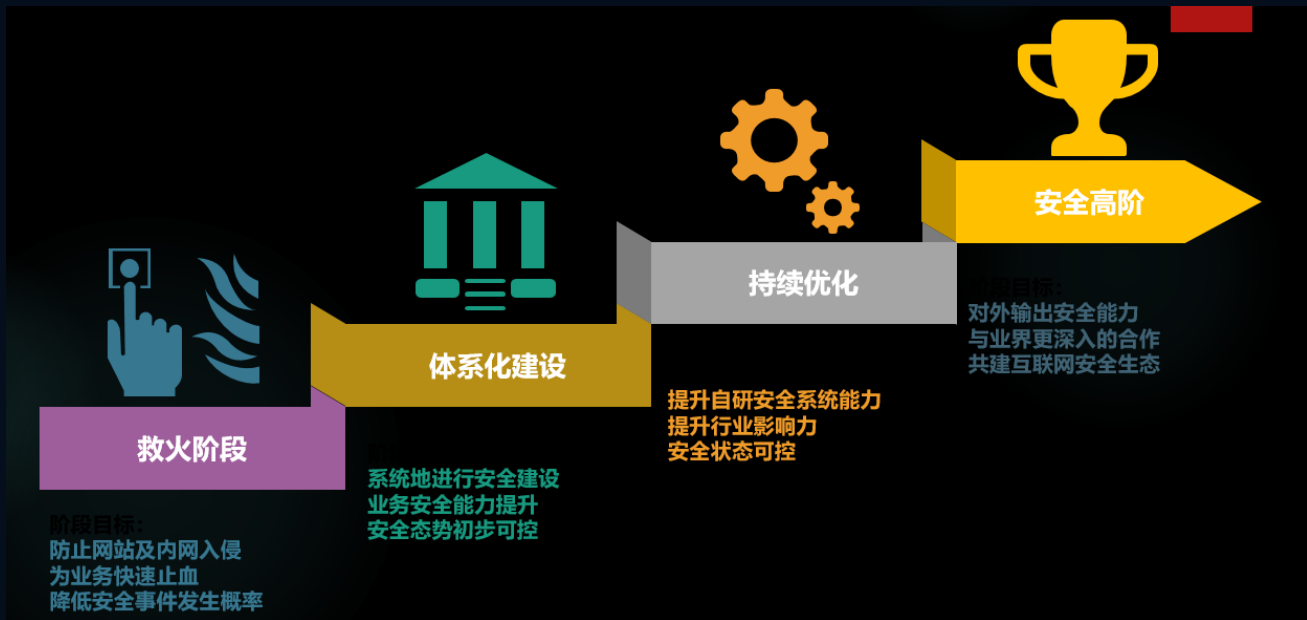 救火阶段
阶段目标：
防止网站及内网入侵
为业务快速止血
降低安全事件发生概率
体系化建设
系统地进行安全建设
业务安全能力提升
安全态势初步可控
持续优化
提升自研安全系统能力
提升行业影响力
安全状态可控
安全高阶
阶段目标：
对外输出安全能力
与业界更深入的合作
共建互联网安全生态